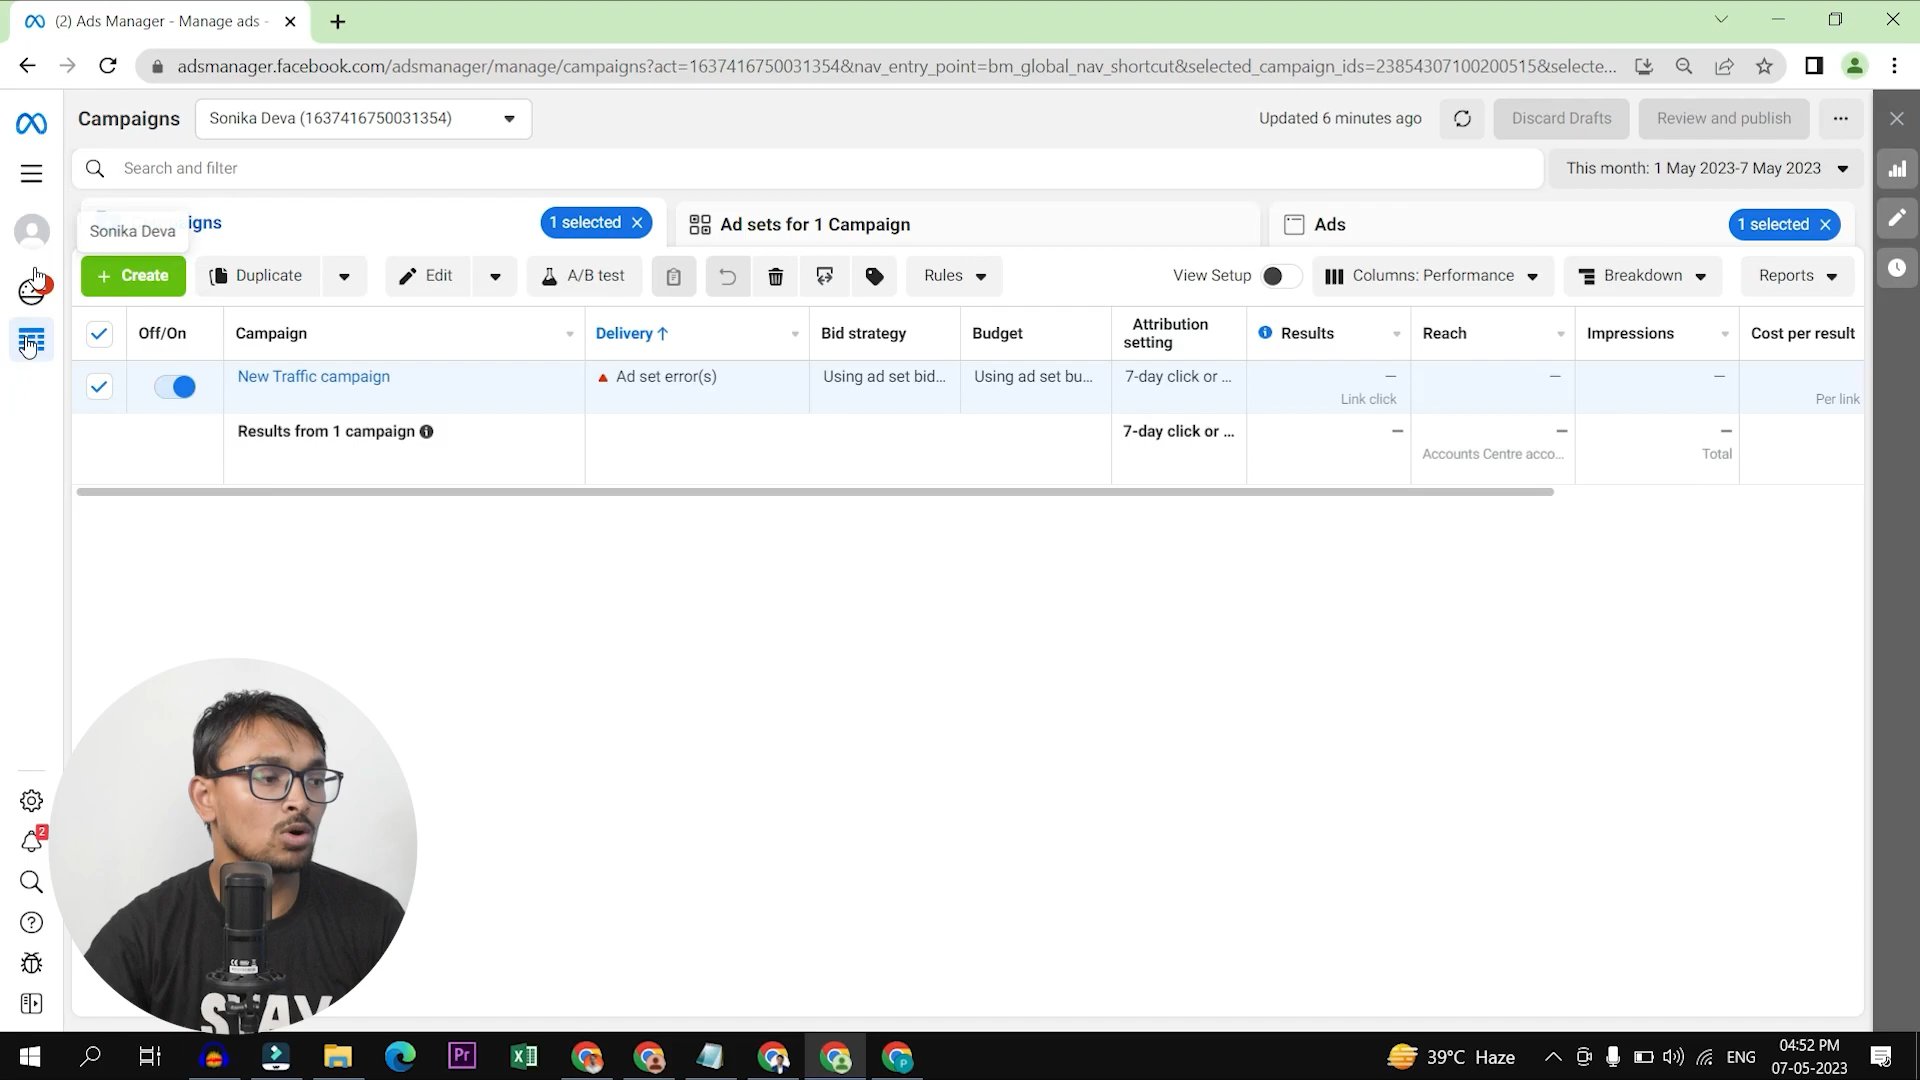 (2) Ads Manager - Manage ads -
adsmanager.facebook.com/adsmanager/manage/campaigns?act=1637416750031354&nav_entry_point=bm_global_nav_shortcut&selected_campaign_ids=23854307100200515&selecte...
Campaigns
Sonika Deva (1637416750031354)
Updated 6 minutes ago
Discard Drafts
Review and publish
Search and filter
This month: 1 May 2023-7 May 2023
igns
1 selected
Ad sets for 1 Campaign
Ads
1 selected
Sonika Deva
+ Create
Duplicate
Edit
A/B test
Rules
View Setup
Columns: Performance
Breakdown
Reports
Off/On
Campaign
Delivery ↑
Bid strategy
Budget
Attribution setting
Results
Reach
Impressions
Cost per result
New Traffic campaign
Ad set error(s)
Using ad set bid...
Using ad set bu...
7-day click or ...
—
—
—
Link click
Per link
Results from 1 campaign
7-day click or ...
—
—
—
Accounts Centre acco...
Total
2
STAY
Pr
39°C Haze
ENG
04:52 PM
07-05-2023